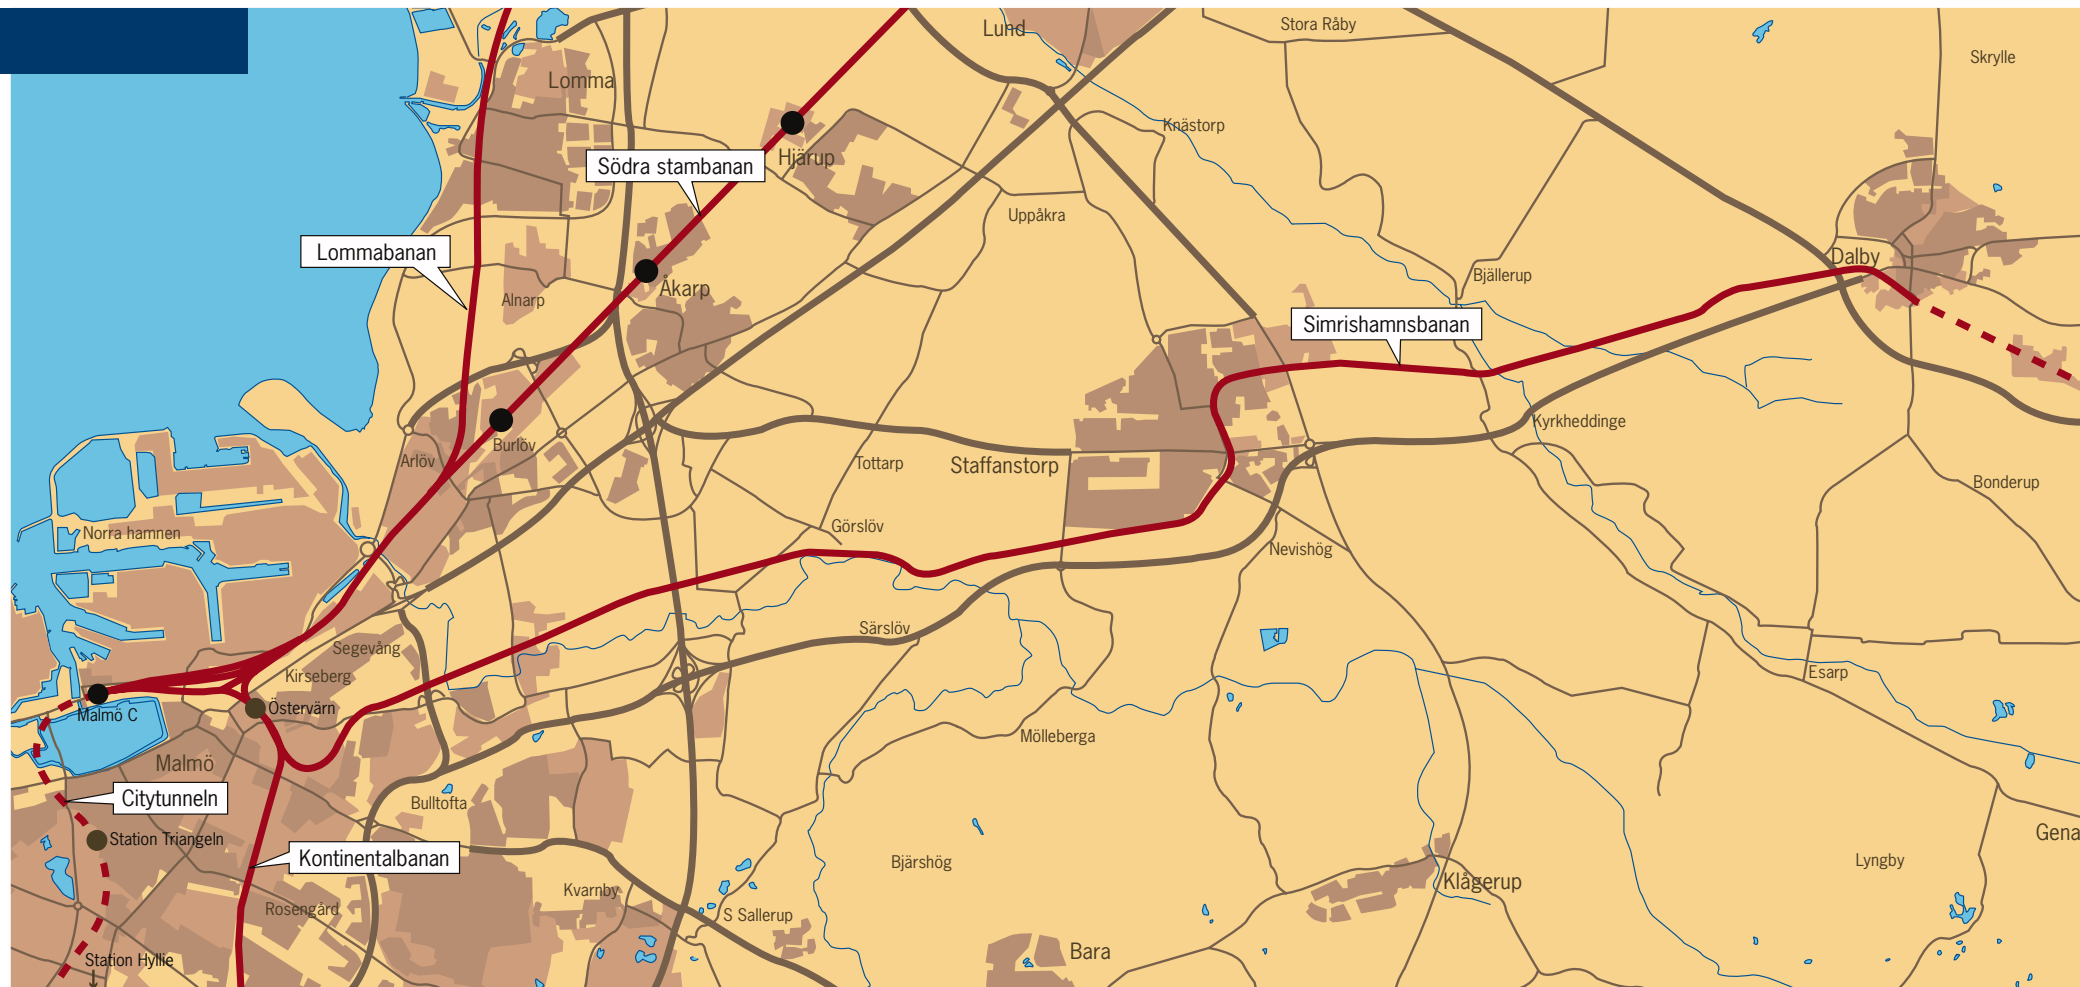 Lund
Stora Råby
Skrylle
Lomma
Knästorp
Hjärup
Södra stambanan
Uppåkra
Lommabanan
Dalby
Bjällerup
Åkarp
Alnarp
Simrishamnsbanan
Kyrkheddinge
Burlöv
Arlöv
Tottarp
Staffanstorp
Bonderup
Norra hamnen
Görslöv
Nevishög
Särslöv
Segevång
Kirseberg
Esarp
Östervärn
Malmö C
Mölleberga
Malmö
Citytunneln
Bulltofta
Gena
Station Triangeln
Kontinentalbanan
Bjärshög
Lyngby
Klågerup
Kvarnby
Rosengård
S Sallerup
Bara
Station Hyllie